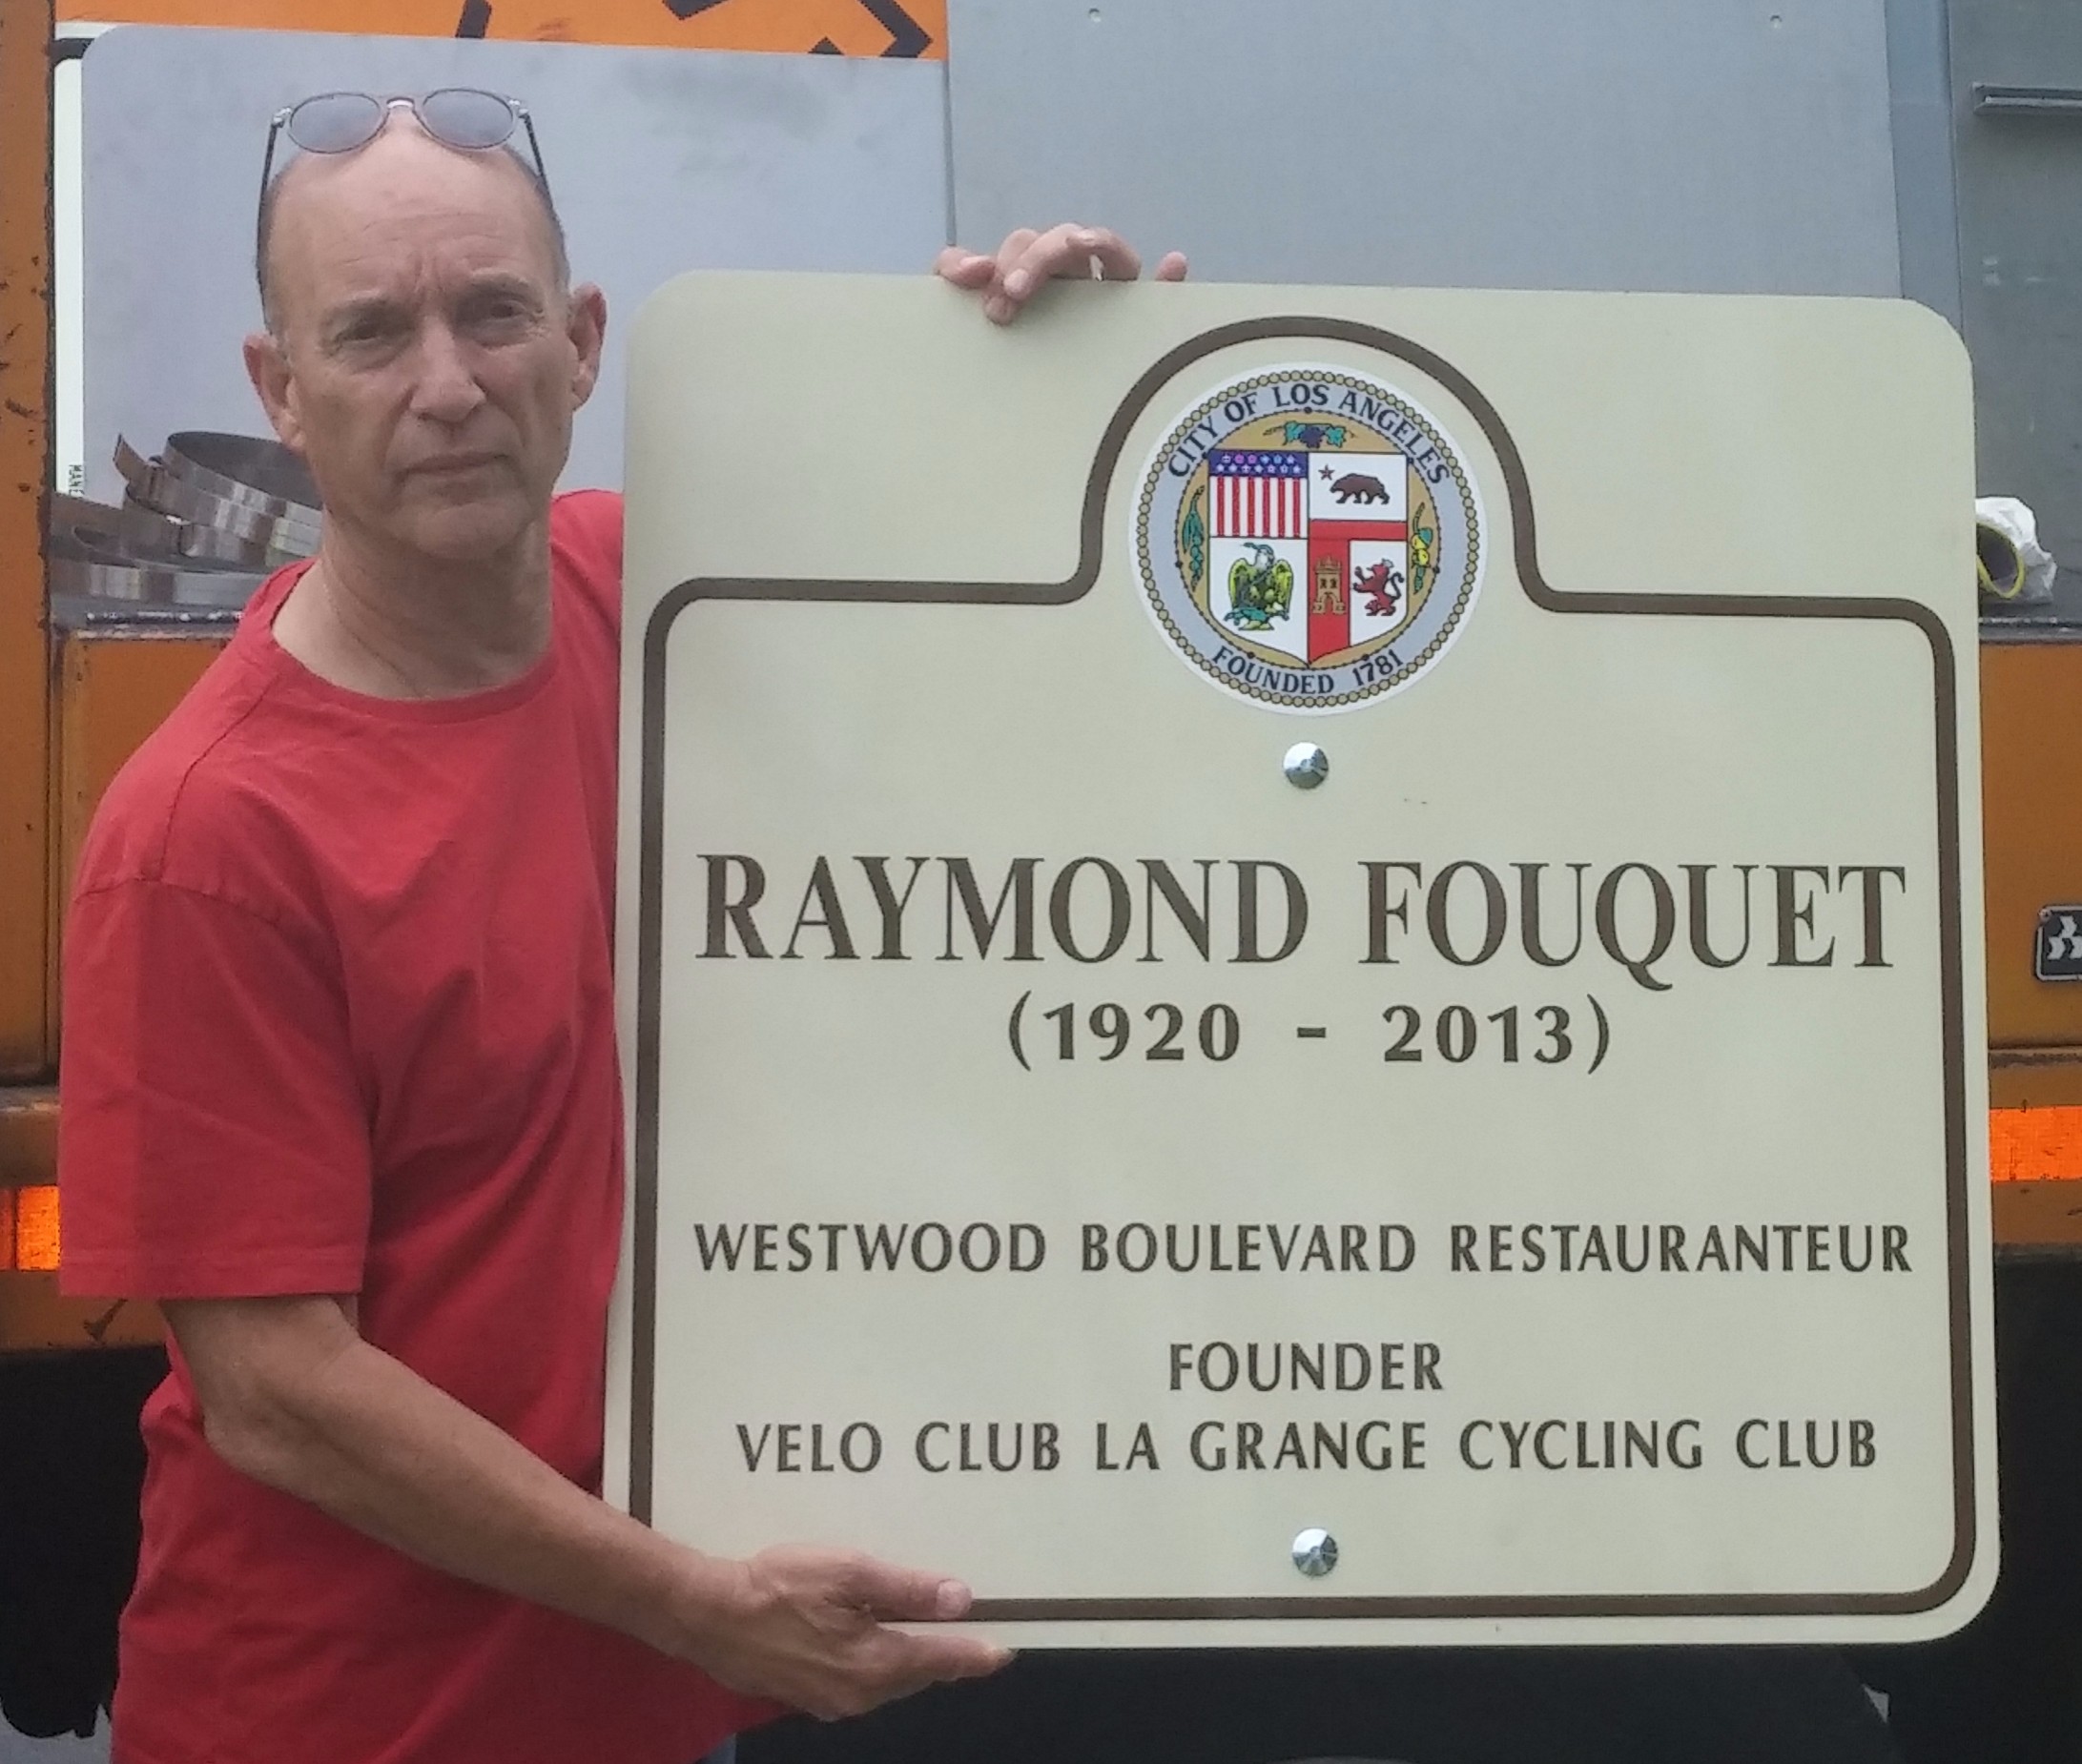 CITY OF LOS ANGELES
FOUNDED 1781
RAYMOND FOUQUET
(1920 - 2013)
WESTWOOD BOULEVARD RESTAURANTEUR
FOUNDER
VELO CLUB LA GRANGE CYCLING CLUB